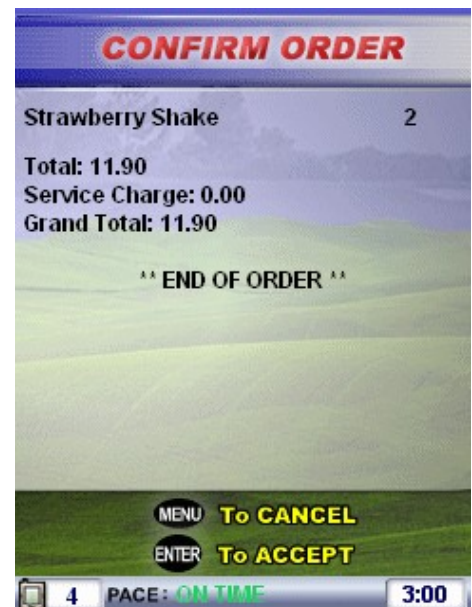 CONFIRM ORDER
Strawberry Shake 2
Total: 11.90
Service Charge: 0.00
Grand Total: 11.90
** END OF ORDER **
MENU To CANCEL
ENTER To ACCEPT
4 PACE: ON TIME 3:00